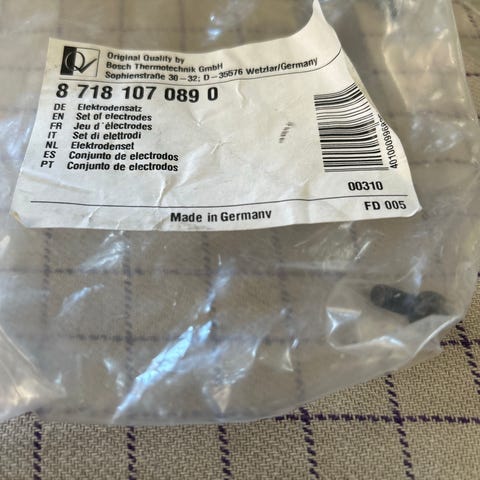 Original Quality by
Bosch Thermotechnik GmbH
Sophienstraße 30-32; D-35576 Wetzlar/Germany
8 718 107 089 0
DE Elektrodensatz
EN Set of electrodes
FR Jeu d´électrodes
IT Set di elettrodi
NL Elektrodenset
ES Conjunto de electrodos
PT Conjunto de electrodos
00310
Made in Germany
FD 005